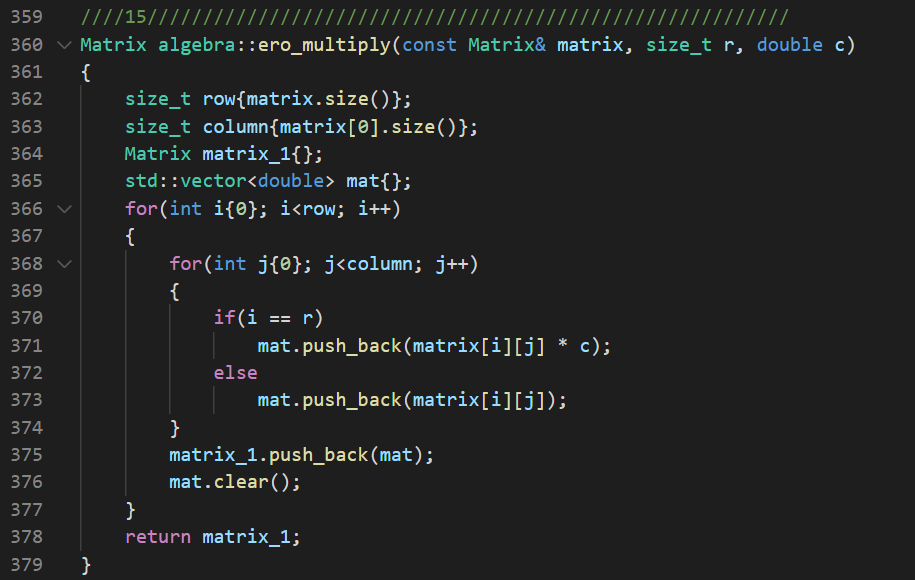 359 ////15//////////////////////////////////////////////////////////
360 Matrix algebra::ero_multiply(const Matrix& matrix, size_t r, double c)
361 {
362     size_t row{matrix.size()};
363     size_t column{matrix[0].size()};
364     Matrix matrix_1{};
365     std::vector<double> mat{};
366     for(int i{0}; i<row; i++)
367     {
368         for(int j{0}; j<column; j++)
369         {
370             if(i == r)
371                 mat.push_back(matrix[i][j] * c);
372             else
373                 mat.push_back(matrix[i][j]);
374         }
375         matrix_1.push_back(mat);
376         mat.clear();
377     }
378     return matrix_1;
379 }